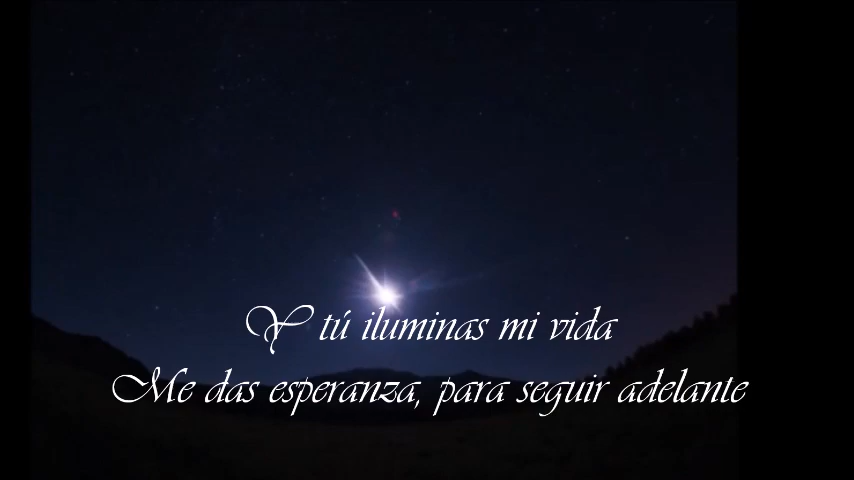 Y tú iluminas mi vida
Me das esperanza, para seguir adelante